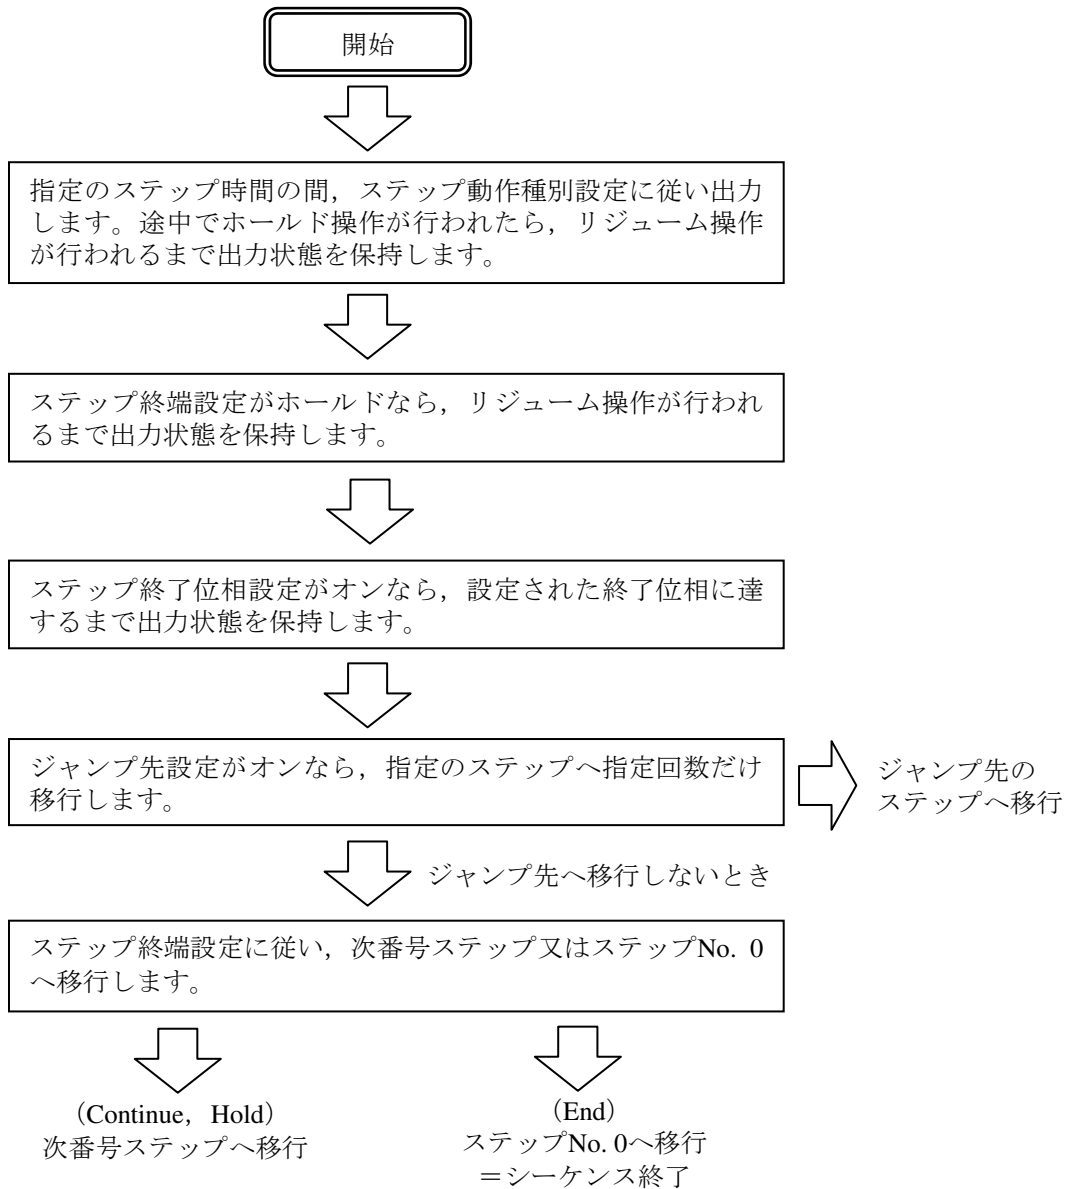 開始
指定のステップ時間の間，ステップ動作種別設定に従い出力
します。途中でホールド操作が行われたら，リジューム操作
が行われるまで出力状態を保持します。
ステップ終端設定がホールドなら，リジューム操作が行われ
るまで出力状態を保持します。
ステップ終了位相設定がオンなら，設定された終了位相に達
するまで出力状態を保持します。
ジャンプ先設定がオンなら，指定のステップへ指定回数だけ
移行します。
ジャンプ先の
ステップへ移行
ジャンプ先へ移行しないとき
ステップ終端設定に従い，次番号ステップ又はステップNo. 0
へ移行します。
（Continue，Hold）
次番号ステップへ移行
（End）
ステップNo. 0へ移行
＝シーケンス終了